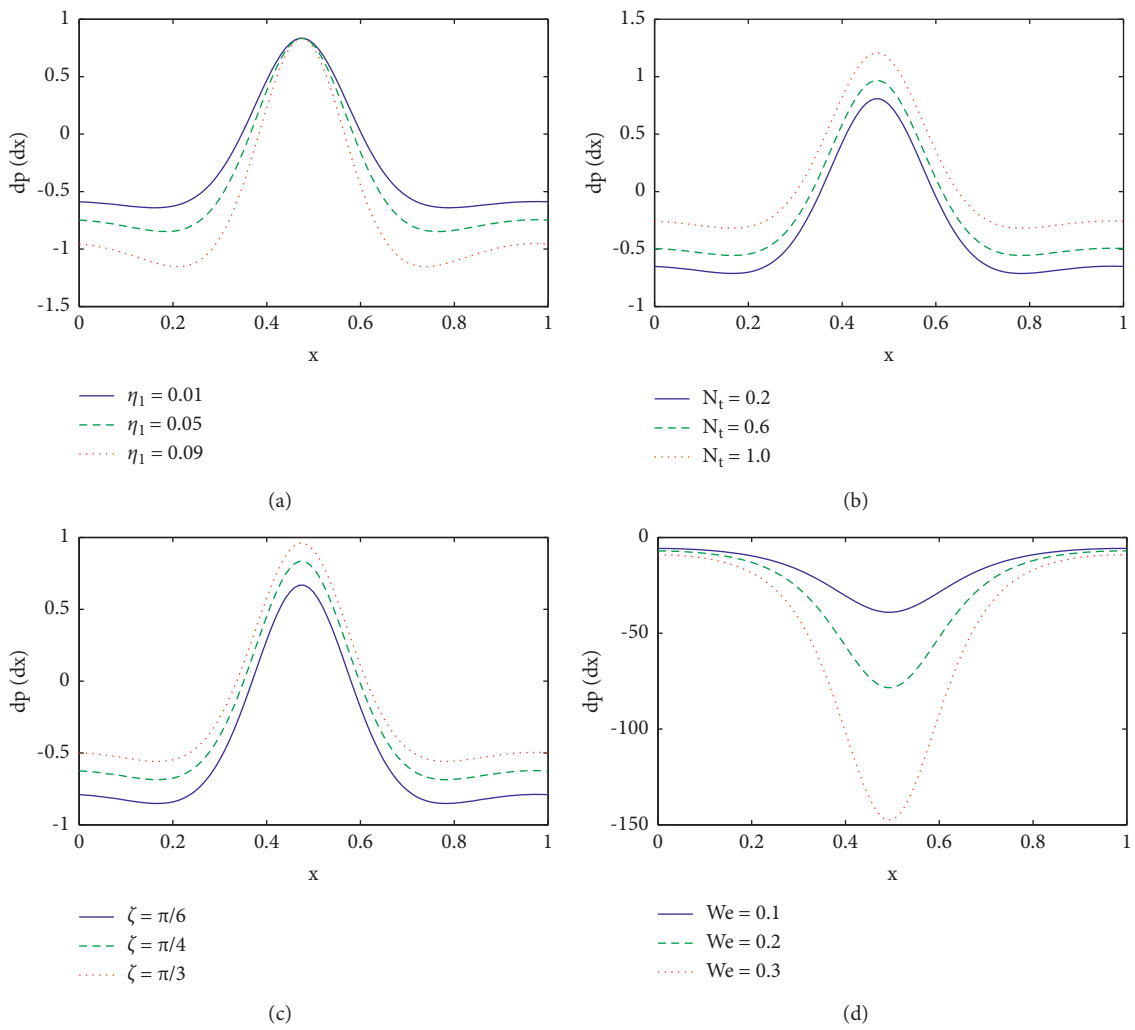 1
0.5
0
-0.5
-1
-1.5
dp (dx)
0 0.2 0.4 0.6 0.8 1
x
η₁ = 0.01
η₁ = 0.05
η₁ = 0.09
(a)
1.5
1
0.5
0
-0.5
-1
dp (dx)
0 0.2 0.4 0.6 0.8 1
x
Nₜ = 0.2
Nₜ = 0.6
Nₜ = 1.0
(b)
1
0.5
0
-0.5
-1
dp (dx)
0 0.2 0.4 0.6 0.8 1
x
ζ = π/6
ζ = π/4
ζ = π/3
(c)
0
-50
-100
-150
dp (dx)
0 0.2 0.4 0.6 0.8 1
x
We = 0.1
We = 0.2
We = 0.3
(d)